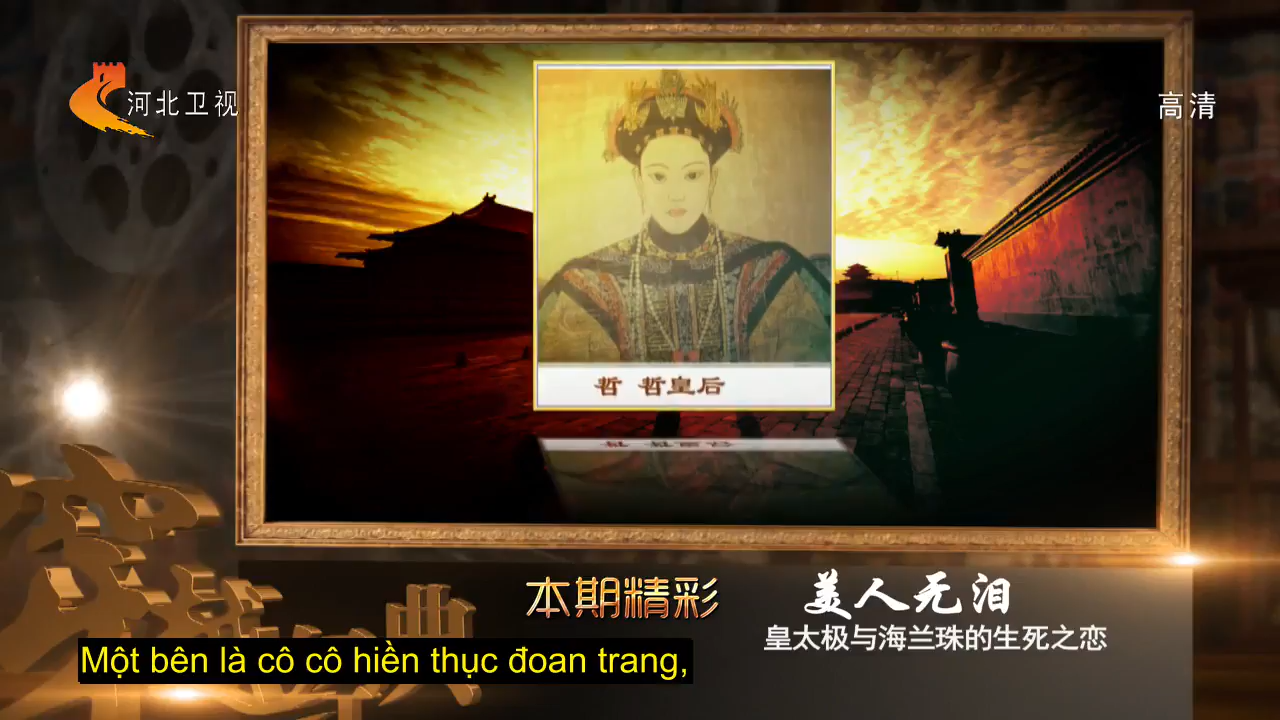 河北卫视
高清
哲 哲皇后
本期精彩
美人无泪
皇太极与海兰珠的生死之恋
Một bên là cô cô hiền thục đoan trang,